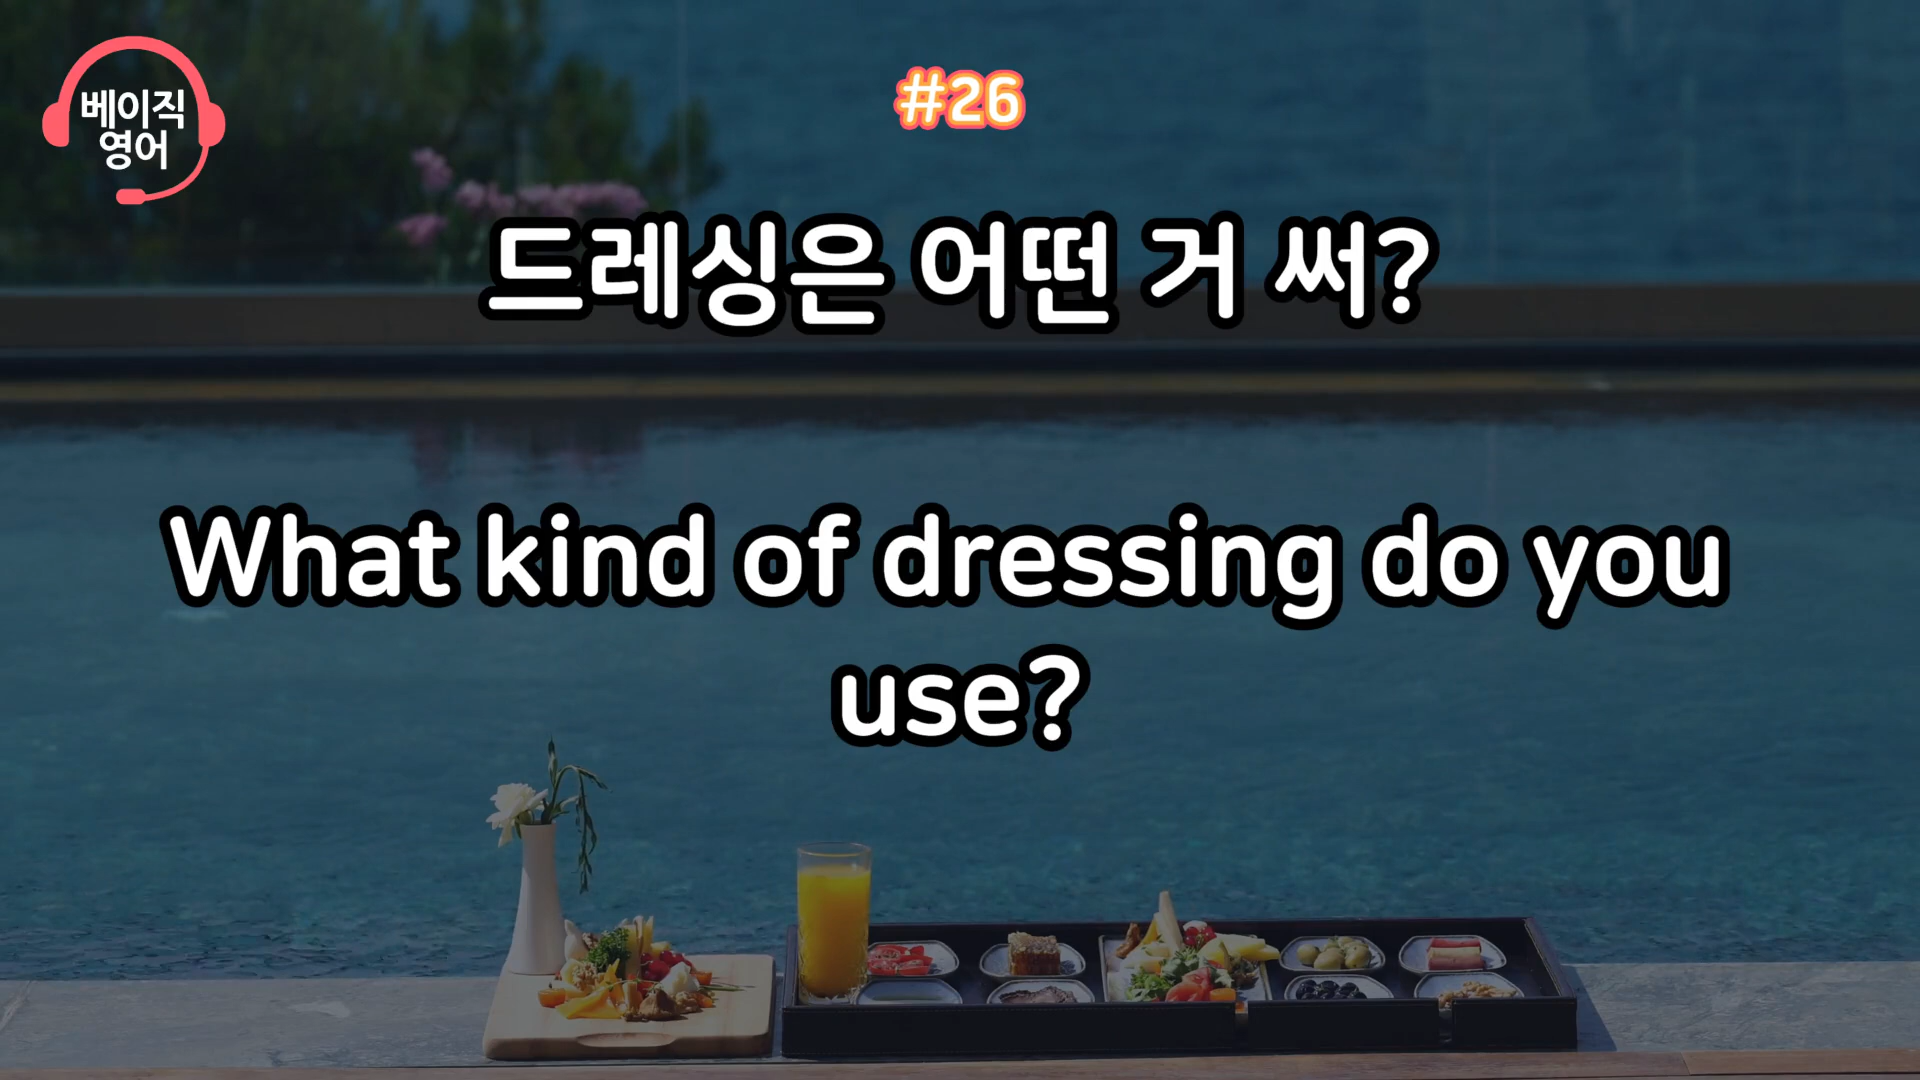 베이직
영어
#26
드레싱은 어떤 거 써?
What kind of dressing do you
use?